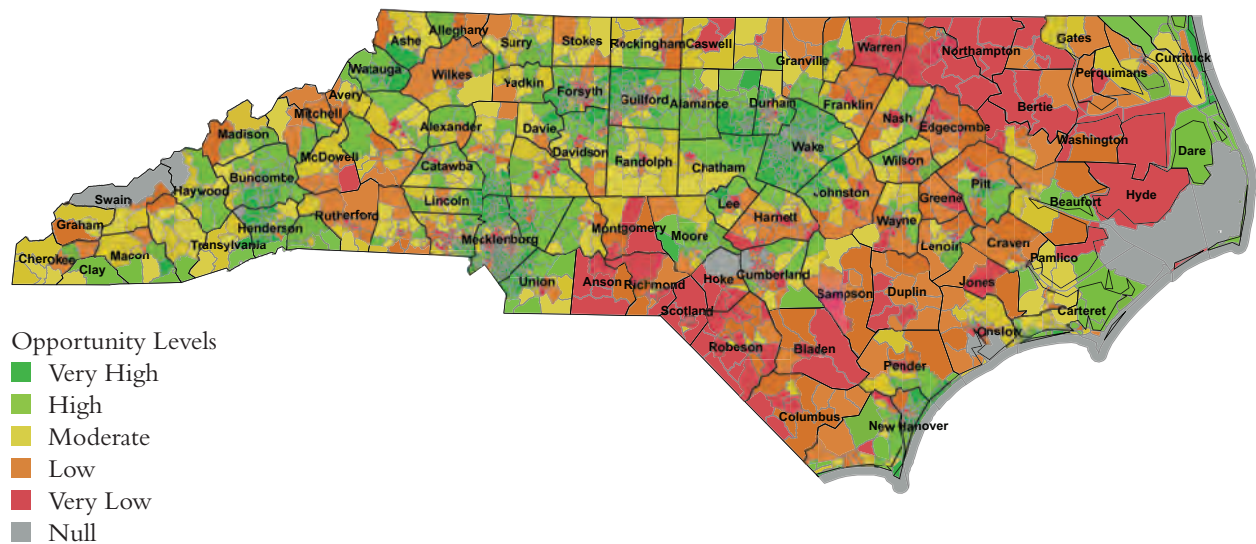 Alleghany
Ashe
Surry
Stokes
Rockingham
Caswell
Warren
Northampton
Gates
Currituck
Granville
Watauga
Wilkes
Yadkin
Forsyth
Guilford
Alamance
Durham
Franklin
Bertie
Perquimans
Avery
Mitchell
Madison
Alexander
Davie
Nash
Edgecombe
Washington
Dare
McDowell
Davidson
Randolph
Wake
Wilson
Catawba
Chatham
Buncombe
Haywood
Swain
Pitt
Hyde
Lincoln
Lee
Johnston
Greene
Beaufort
Rutherford
Harnett
Graham
Henderson
Mecklenburg
Montgomery
Moore
Wayne
Lenoir
Craven
Transylvania
Macon
Cherokee
Clay
Pamlico
Union
Anson
Richmond
Hoke
Cumberland
Sampson
Duplin
Jones
Scotland
Carteret
Onslow
Robeson
Bladen
Pender
Columbus
New Hanover
Opportunity Levels
Very High
High
Moderate
Low
Very Low
Null